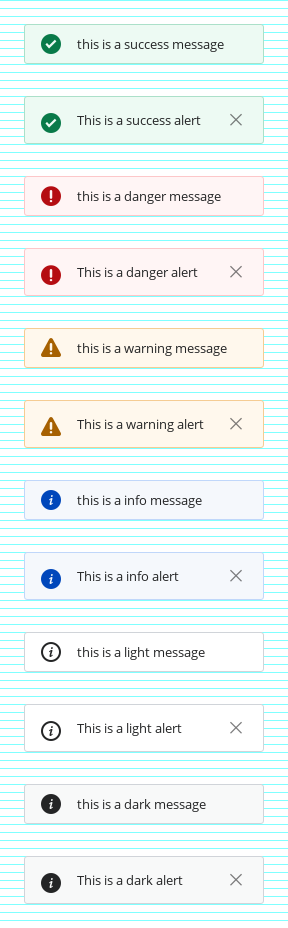 this is a success message
This is a success alert
this is a danger message
This is a danger alert
this is a warning message
This is a warning alert
this is a info message
This is a info alert
this is a light message
This is a light alert
this is a dark message
This is a dark alert